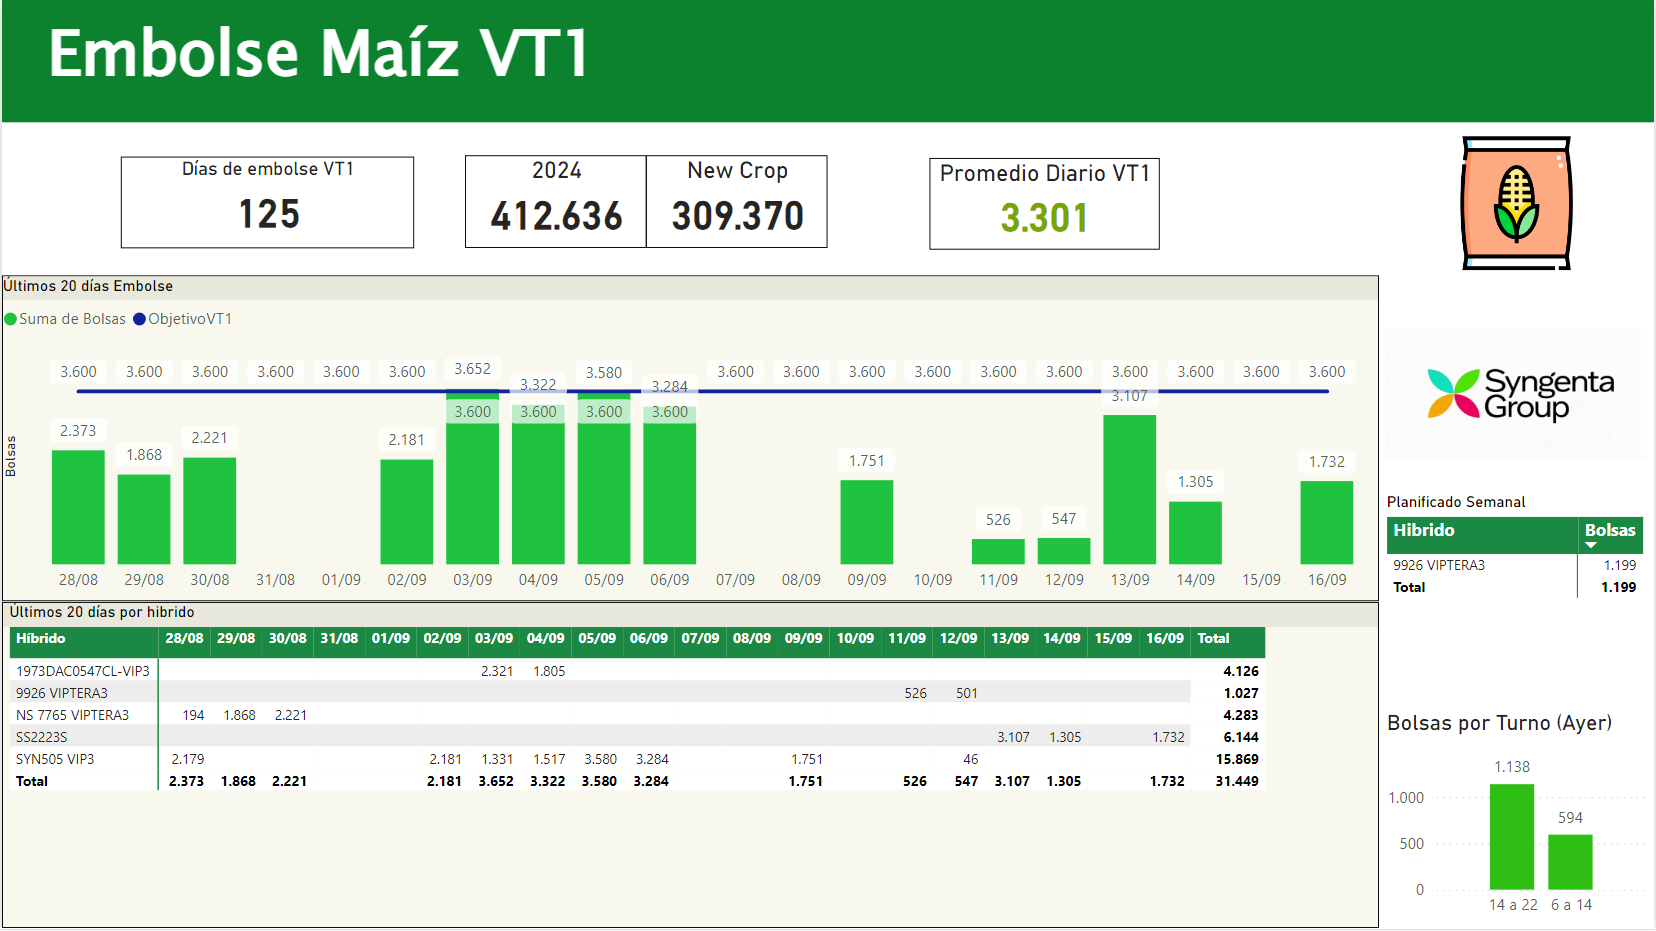 Embolse Maíz VT1
Días de embolse VT1
125
2024
412.636
New Crop
309.370
Promedio Diario VT1
3.301
Últimos 20 días Embolse
Suma de Bolsas ObjetivoVT1
3.600 3.600 3.600 3.600 3.600 3.600 3.652 3.322 3.580 3.284 3.600 3.600 3.600 3.600 3.600 3.600 3.600 3.600 3.600 3.600
3.600 3.600 3.600 3.600
2.373 1.868 2.221 2.181 1.751 526 547 3.107 1.305 1.732
Bolsas
28/08 29/08 30/08 31/08 01/09 02/09 03/09 04/09 05/09 06/09 07/09 08/09 09/09 10/09 11/09 12/09 13/09 14/09 15/09 16/09
Últimos 20 días por hibrido
Híbrido 28/08 29/08 30/08 31/08 01/09 02/09 03/09 04/09 05/09 06/09 07/09 08/09 09/09 10/09 11/09 12/09 13/09 14/09 15/09 16/09 Total
1973DAC0547CL-VIP3 2.321 1.805 4.126
9926 VIPTERA3 526 501 1.027
NS 7765 VIPTERA3 194 1.868 2.221 4.283
SS2223S 3.107 1.305 1.732 6.144
SYN505 VIP3 2.179 2.181 1.331 1.517 3.580 3.284 1.751 46 15.869
Total 2.373 1.868 2.221 2.181 3.652 3.322 3.580 3.284 1.751 526 547 3.107 1.305 1.732 31.449
Syngenta
Group
Planificado Semanal
Hibrido Bolsas
9926 VIPTERA3 1.199
Total 1.199
Bolsas por Turno (Ayer)
1.138
1.000
594
500
0
14 a 22 6 a 14